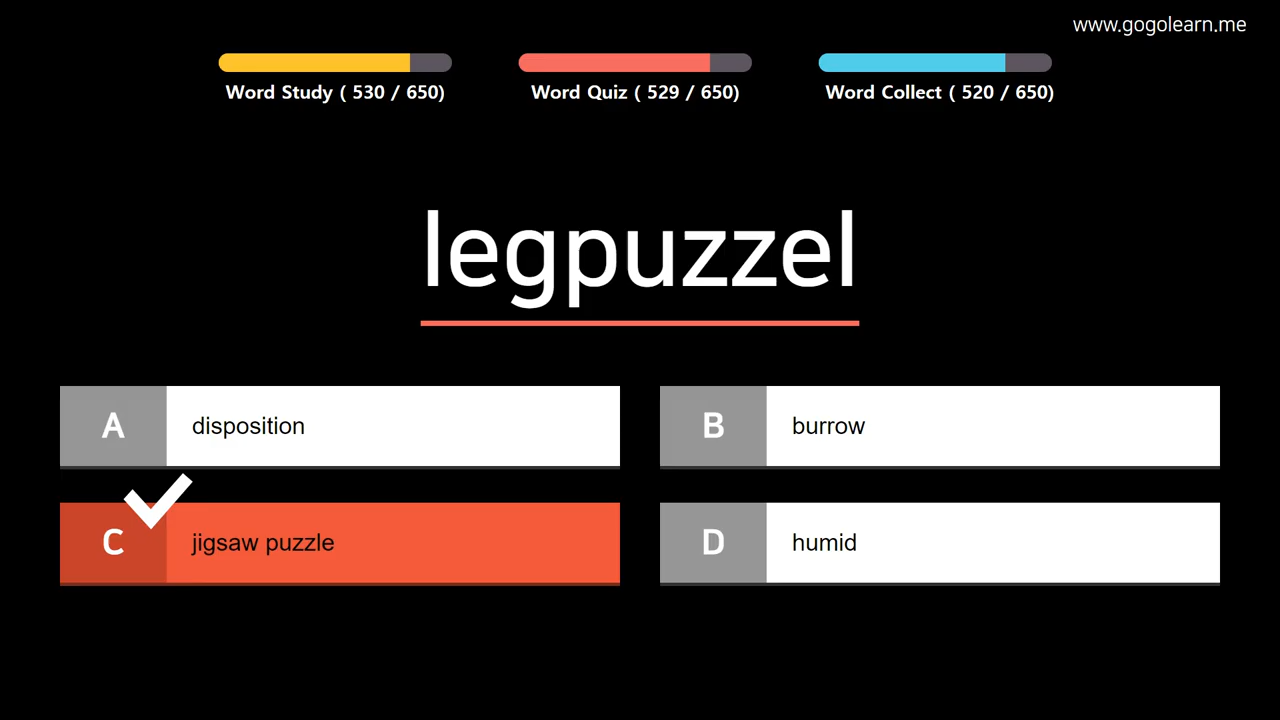 www.gogolearn.me
Word Study ( 530 / 650)
Word Quiz ( 529 / 650)
Word Collect ( 520 / 650)
legpuzzel
A disposition
B burrow
C jigsaw puzzle
D humid